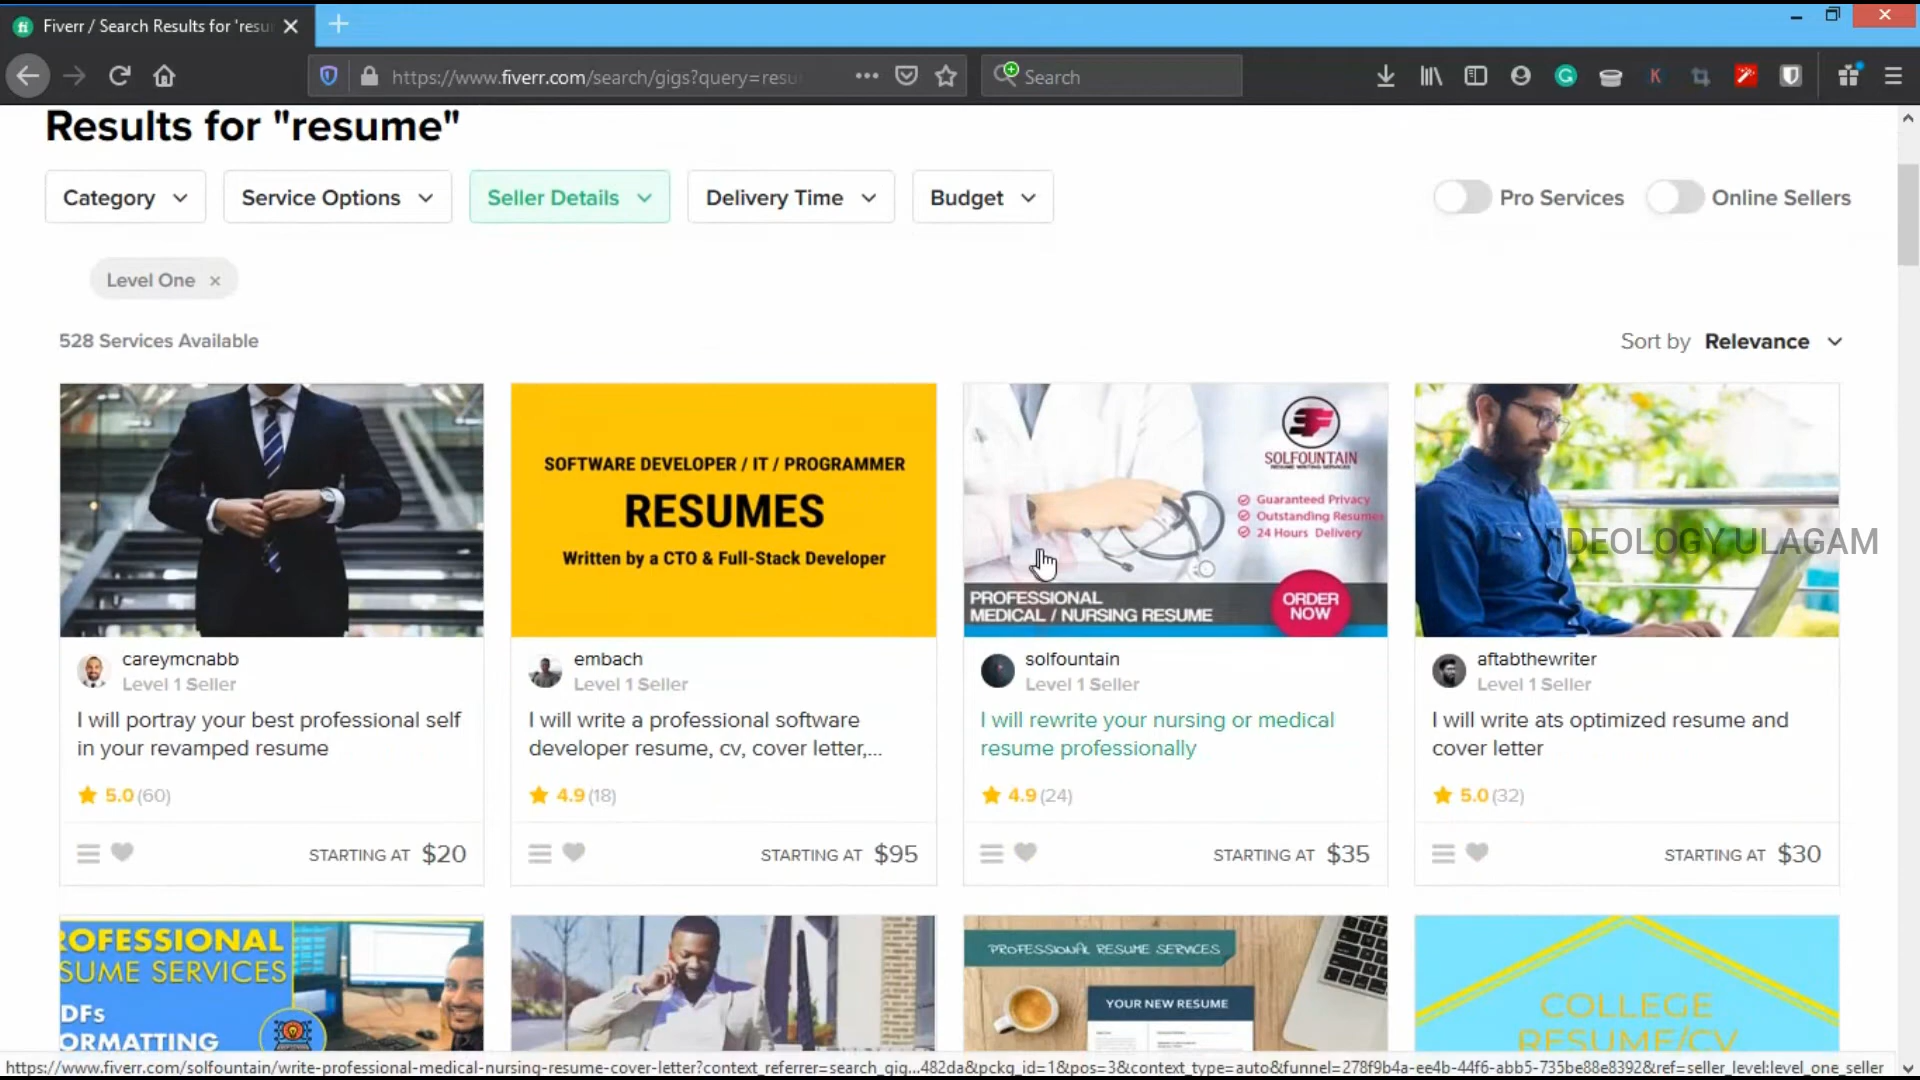 Fiverr / Search Results for 'resu
https://www.fiverr.com/search/gigs?query=resu
Search
Results for "resume"
Category
Service Options
Seller Details
Delivery Time
Budget
Pro Services
Online Sellers
Level One ×
528 Services Available
Sort by Relevance
SOFTWARE DEVELOPER / IT / PROGRAMMER
RESUMES
Written by a CTO & Full-Stack Developer
SF
SOLFOUNTAIN
RESUME WRITING SERVICES
Guaranteed Privacy
Outstanding Resumes
24 Hours Delivery
PROFESSIONAL
MEDICAL / NURSING RESUME
ORDER
NOW
IDEOLOGY ULAGAM
careymcnabb
Level 1 Seller
I will portray your best professional self
in your revamped resume
5.0 (60)
STARTING AT $20
embach
Level 1 Seller
I will write a professional software
developer resume, cv, cover letter,...
4.9 (18)
STARTING AT $95
solfountain
Level 1 Seller
I will rewrite your nursing or medical
resume professionally
4.9 (24)
STARTING AT $35
aftabthewriter
Level 1 Seller
I will write ats optimized resume and
cover letter
5.0 (32)
STARTING AT $30
ROFESSIONAL
SUME SERVICES
DFs
ORMATTING
PROFESSIONAL RESUME SERVICES
YOUR NEW RESUME
COLLEGE
RESUME/CV
https://www.fiverr.com/solfountain/write-professional-medical-nursing-resume-cover-letter?context_referrer=search_gig...482da&pckg_id=1&pos=3&context_type=auto&funnel=278f9b4a-ee4b-44f6-abb5-735be88e8392&ref=seller_level:level_one_seller